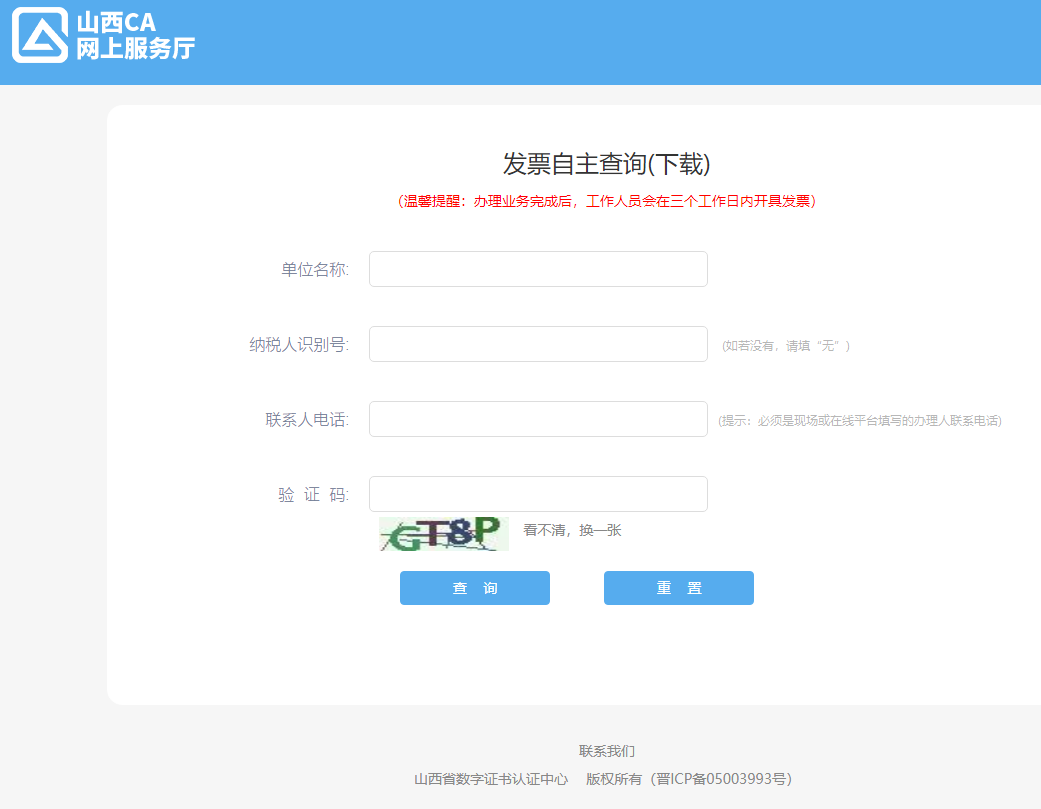 山西CA
网上服务厅
发票自主查询(下载)
（温馨提醒：办理业务完成后，工作人员会在三个工作日内开具发票）
单位名称:
纳税人识别号:
(如若没有，请填“无”)
联系人电话:
(提示：必须是现场或在线平台填写的办理人联系电话)
验 证 码:
GT8P
看不清，换一张
查 询
重 置
联系我们
山西省数字证书认证中心 版权所有（晋ICP备05003993号）